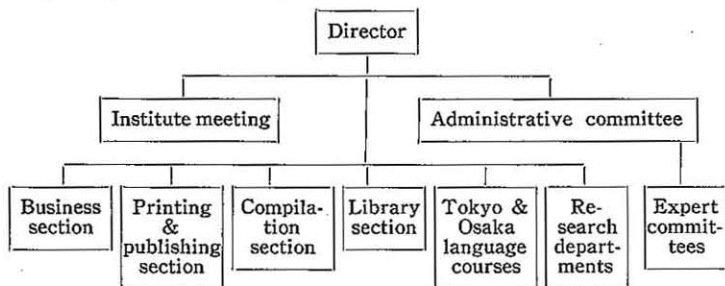 Director
Institute meeting
Administrative committee
Business
section
Printing
&
publishing
section
Compila-
tion
section
Library
section
Tokyo &
Osaka
language
courses
Re-
search
depart-
ments
Expert
commit-
tees